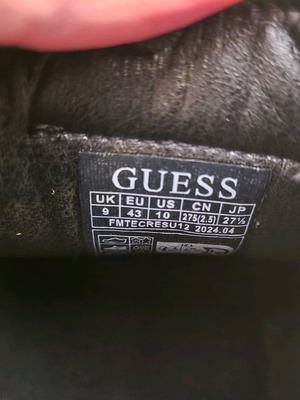 GUESS
UK EU US CN JP
9 43 10 275(2.5) 27½
FMTECRESU12 2024.04